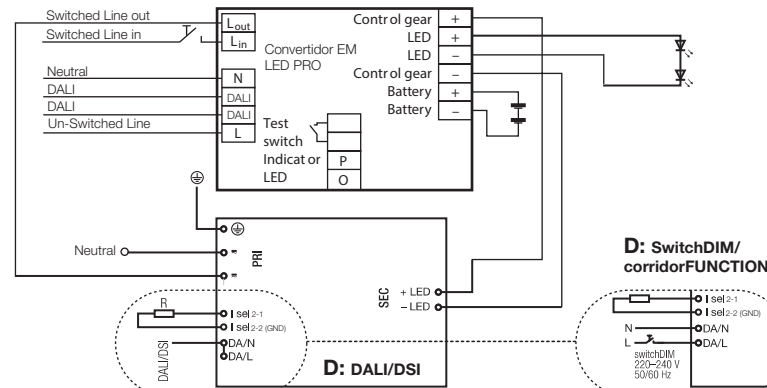 Switched Line out
Switched Line in
Neutral
DALI
DALI
Un-Switched Line
Lout
Lin
N
DALI
DALI
L
Convertidor EM
LED PRO
Test
switch
Indicator
LED
P
O
Control gear +
LED +
LED −
Control gear −
Battery +
Battery −
Neutral
PRI
SEC
+ LED
− LED
R
I sel 2-1
I sel 2-2 (GND)
DA/N
DA/L
DALI/DSI
D: DALI/DSI
D: SwitchDIM/
corridorFUNCTION
I sel 2-1
I sel 2-2 (GND)
N
DA/N
L
DA/L
switchDIM
220–240 V
50/60 Hz